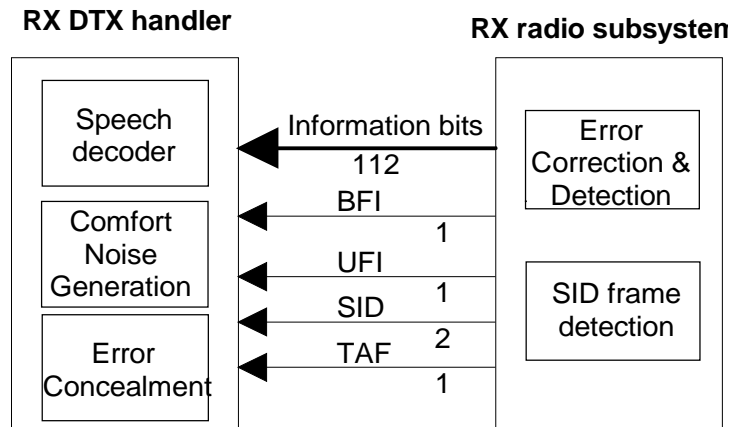 RX DTX handler
RX radio subsystem
Speech
decoder
Information bits
112
Error
Correction &
Detection
BFI
1
Comfort
Noise
Generation
UFI
1
SID
2
SID frame
detection
TAF
1
Error
Concealment